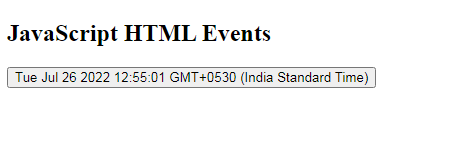 JavaScript HTML Events
Tue Jul 26 2022 12:55:01 GMT+0530 (India Standard Time)